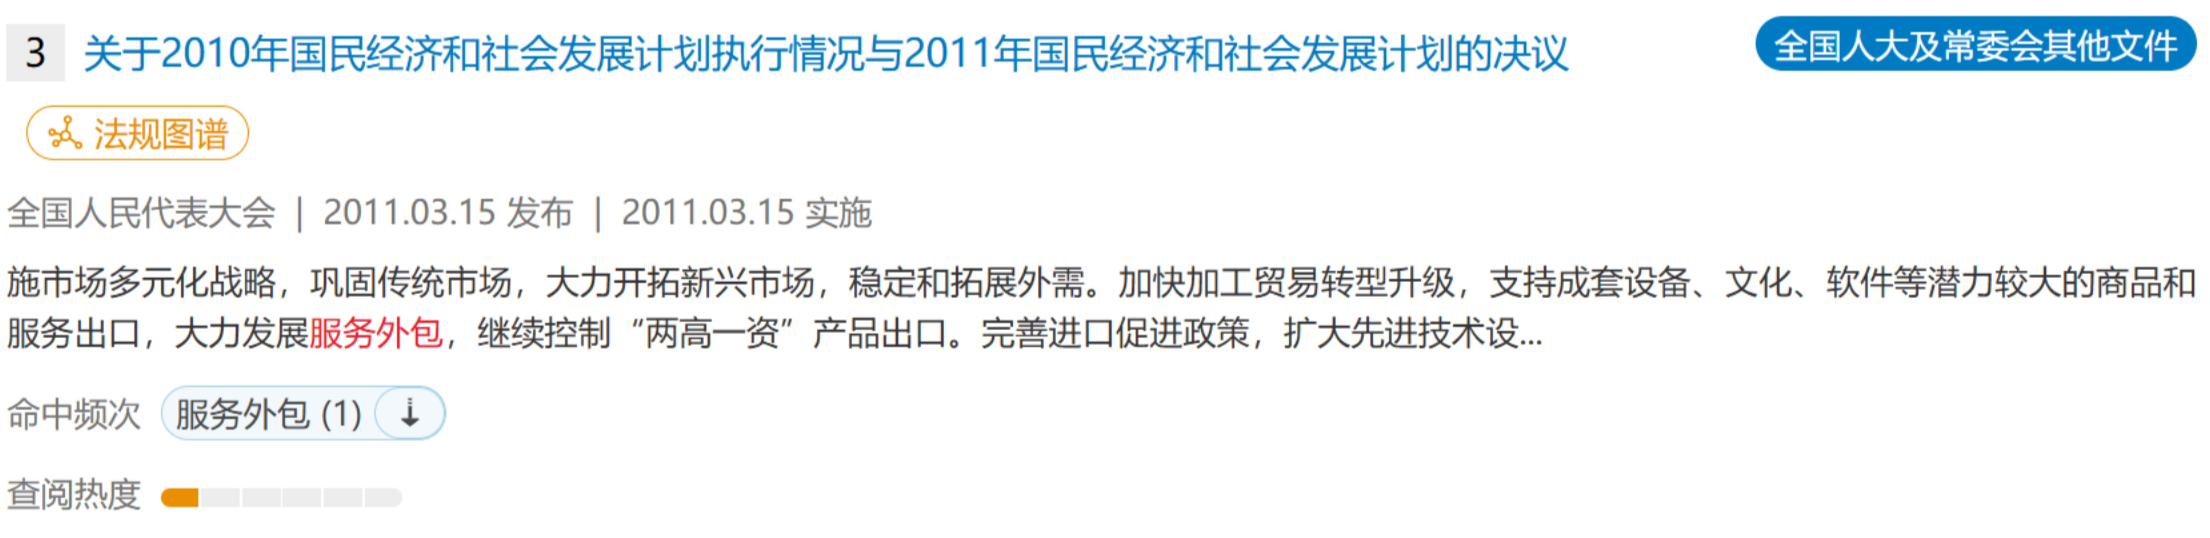 3 关于2010年国民经济和社会发展计划执行情况与2011年国民经济和社会发展计划的决议 全国人大及常委会其他文件
法规图谱
全国人民代表大会 | 2011.03.15 发布 | 2011.03.15 实施
施市场多元化战略，巩固传统市场，大力开拓新兴市场，稳定和拓展外需。加快加工贸易转型升级，支持成套设备、文化、软件等潜力较大的商品和
服务出口，大力发展服务外包，继续控制“两高一资”产品出口。完善进口促进政策，扩大先进技术设...
命中频次 服务外包 (1)
查阅热度